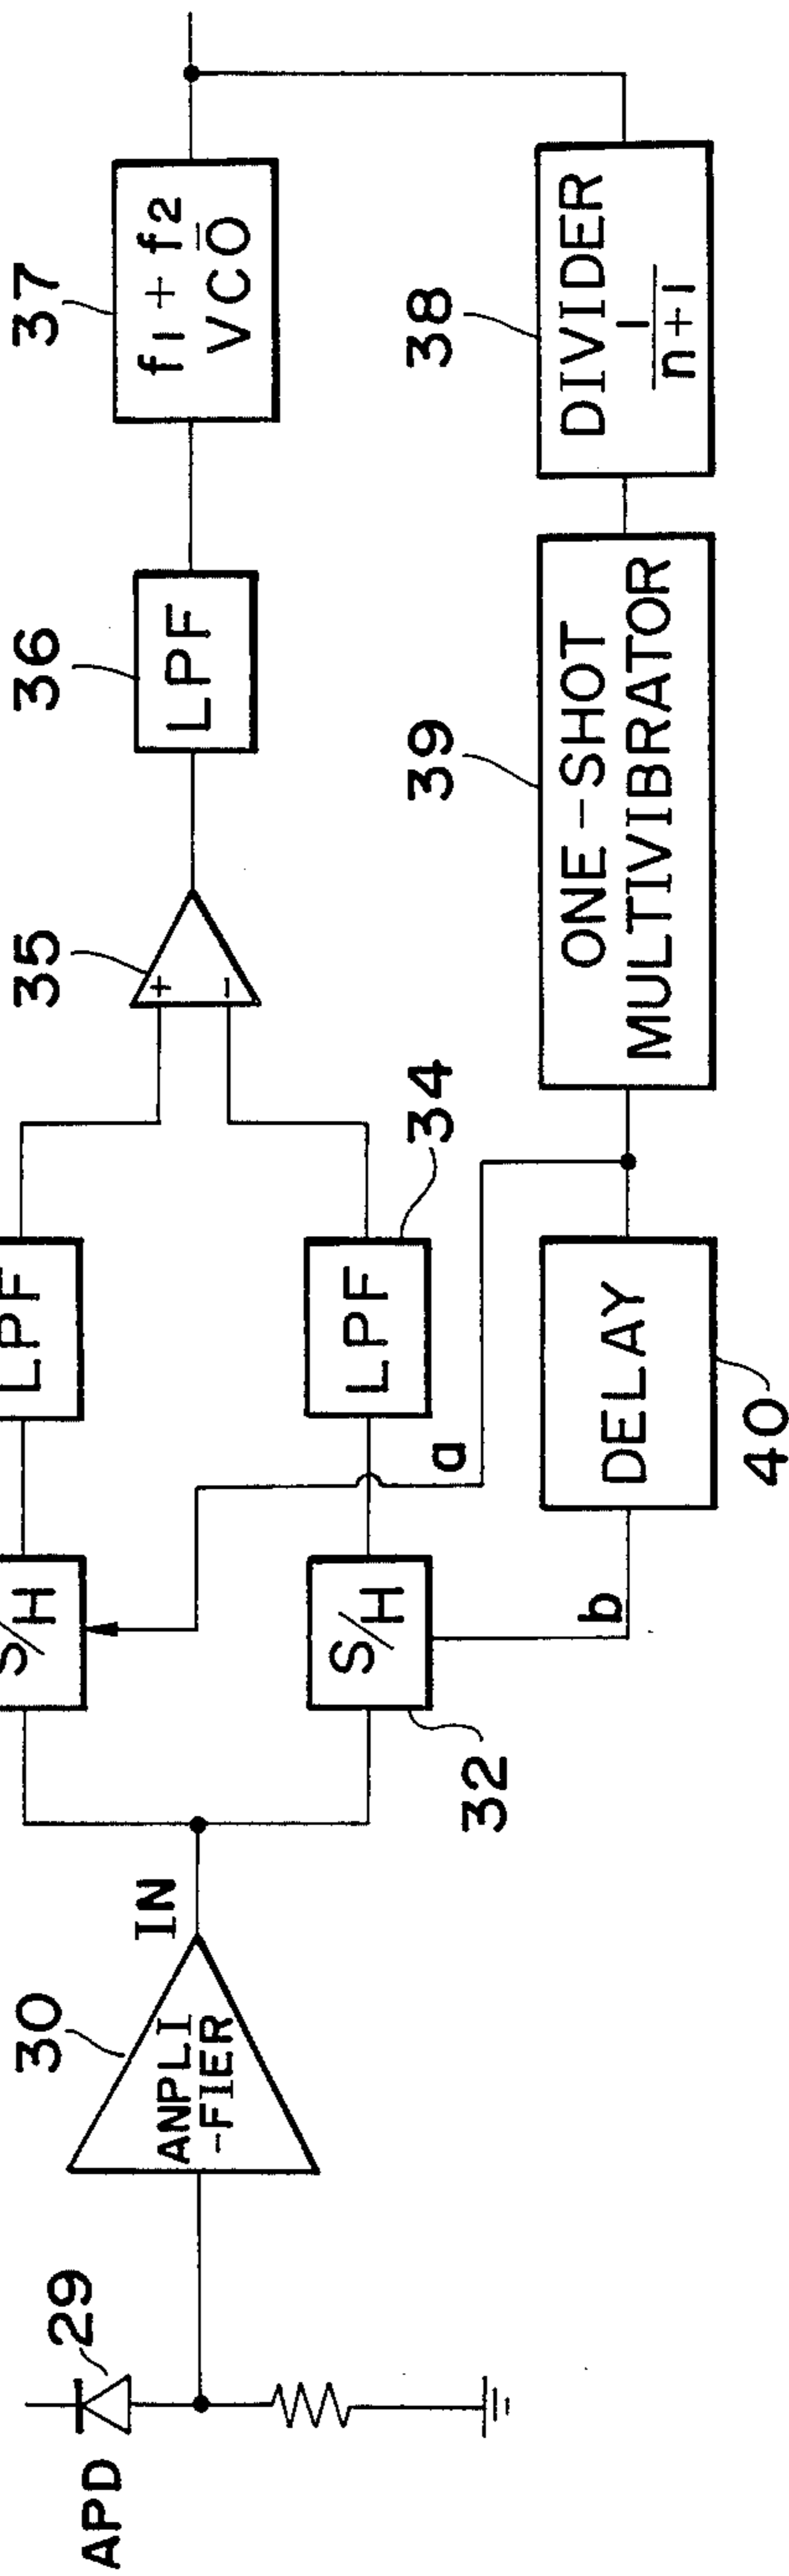 APD
29
30
ANPLI
-FIER
IN
S/H
LPF
S/H
32
LPF
34
a
b
DELAY
40
+
-
35
LPF
36
f1 + f2
VCO
37
ONE-SHOT
MULTIVIBRATOR
39
DIVIDER
1
n+1
38